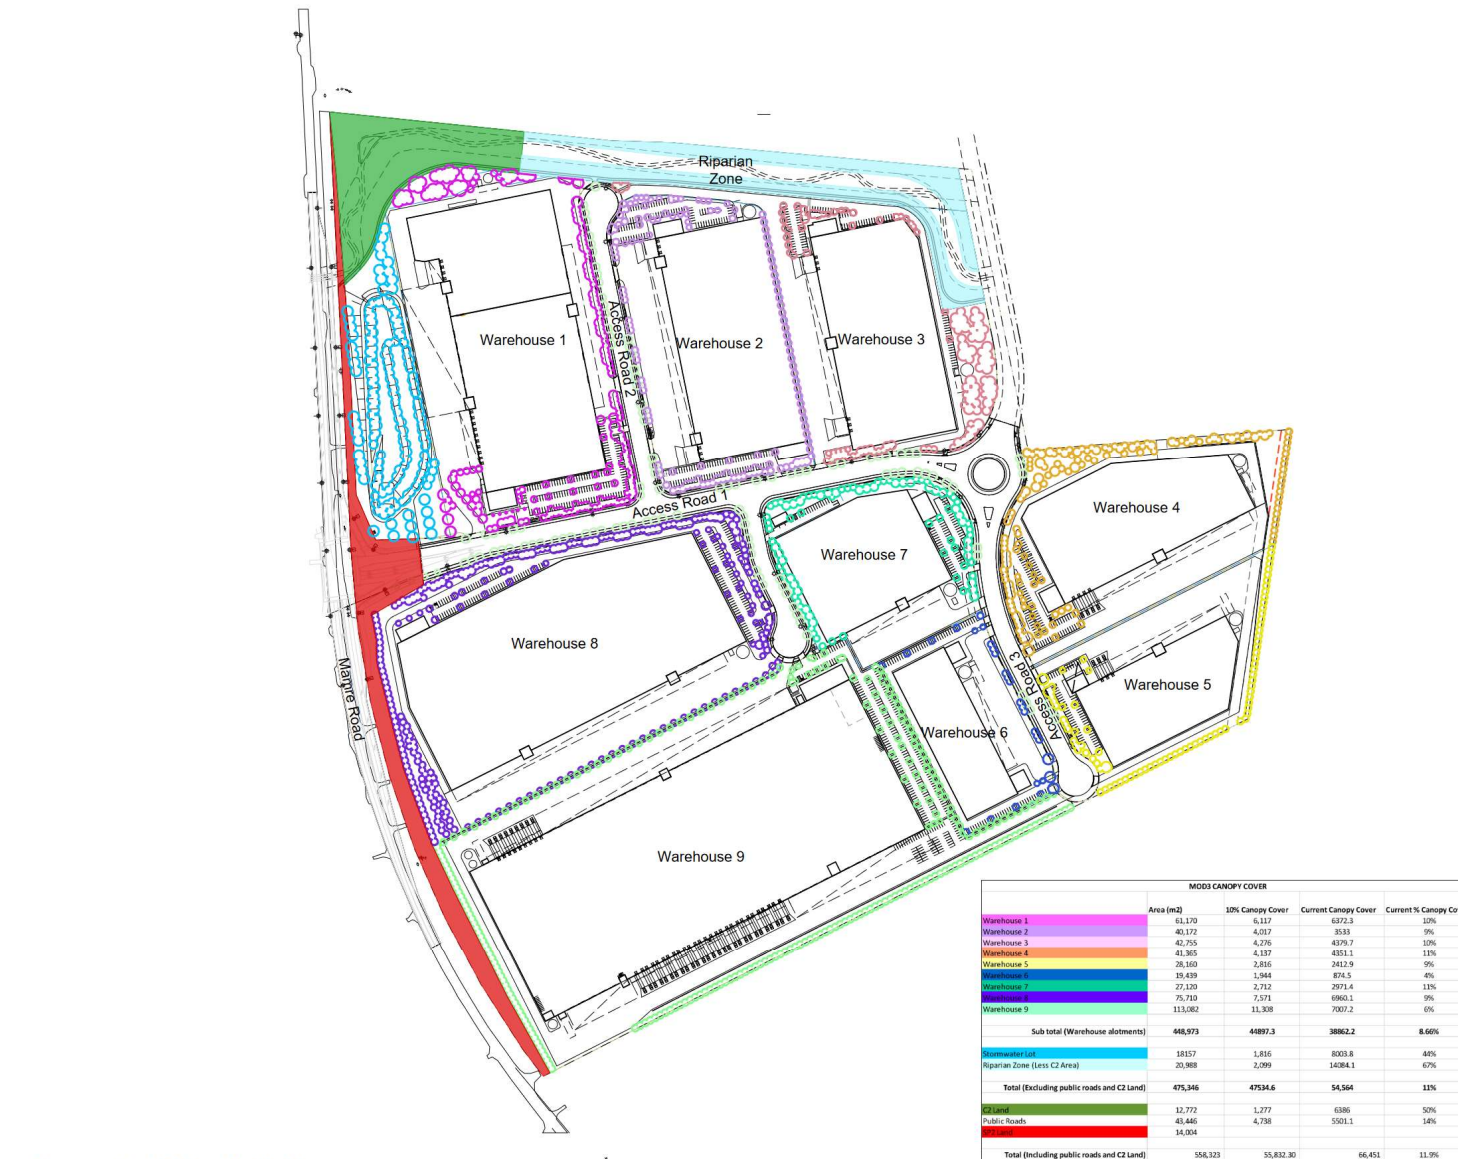 Riparian
Zone
Warehouse 1
Warehouse 2
Warehouse 3
Access Road 2
Access Road 1
Warehouse 4
Warehouse 7
Warehouse 8
Mamre Road
Access Road 3
Warehouse 5
Warehouse 6
Warehouse 9
MOD3 CANOPY COVER
Area (m2) 10% Canopy Cover Current Canopy Cover Current % Canopy Co
Warehouse 1 61,170 6,117 6372.3 10%
Warehouse 2 40,172 4,017 3533 9%
Warehouse 3 42,755 4,276 4379.7 10%
Warehouse 4 41,365 4,137 4351.1 11%
Warehouse 5 28,160 2,816 2412.9 9%
Warehouse 6 19,439 1,944 874.5 4%
Warehouse 7 27,120 2,712 2971.4 11%
Warehouse 8 75,710 7,571 6960.1 9%
Warehouse 9 113,082 11,308 7007.2 6%
Sub total (Warehouse alotments) 448,973 44897.3 38862.2 8.66%
Stormwater Lot 18157 1,816 8003.8 44%
Riparian Zone (Less C2 Area) 20,988 2,099 14084.1 67%
Total (Excluding public roads and C2 Land) 475,346 47534.6 54,564 11%
C2 Land 12,772 1,277 6386 50%
Public Roads 43,446 4,738 5501.1 14%
SP2 Land 14,004
Total (Including public roads and C2 Land) 558,323 55,832.30 66,451 11.9%